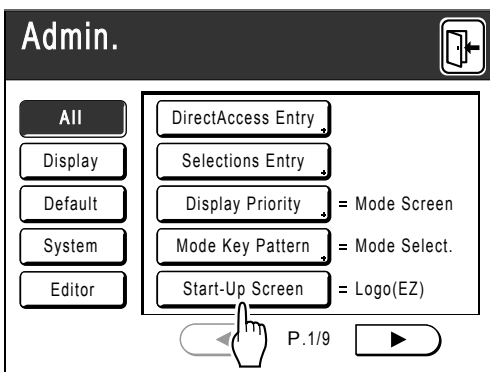 Admin.
All
DirectAccess Entry
Display
Selections Entry
Default
Display Priority = Mode Screen
System
Mode Key Pattern = Mode Select.
Editor
Start-Up Screen = Logo(EZ)
P.1/9